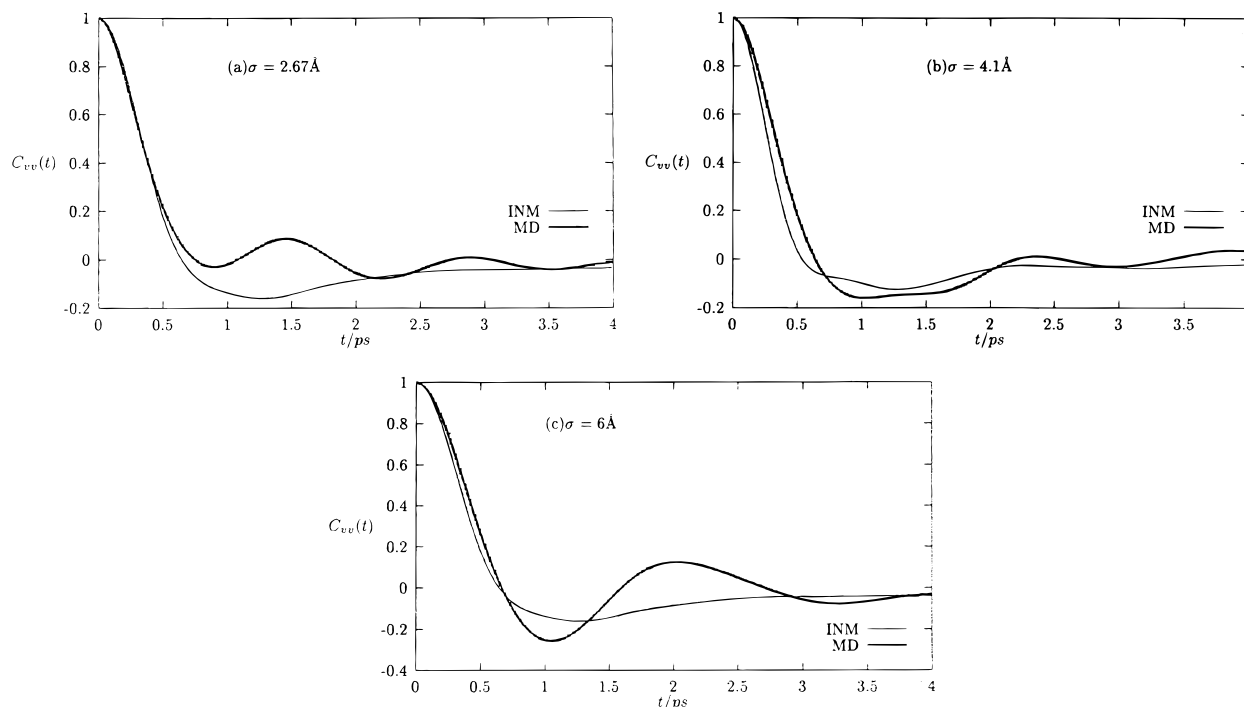 1
0.8
0.6
0.4
0.2
0
-0.2
C_vv(t)
(a)σ = 2.67Å
INM
MD
0 0.5 1 1.5 2 2.5 3 3.5 4
t/ps
1
0.8
0.6
0.4
0.2
0
-0.2
C_vv(t)
(b)σ = 4.1Å
INM
MD
0 0.5 1 1.5 2 2.5 3 3.5
t/ps
1
0.8
0.6
0.4
0.2
0
-0.2
-0.4
C_vv(t)
(c)σ = 6Å
INM
MD
0 0.5 1 1.5 2 2.5 3 3.5 4
t/ps